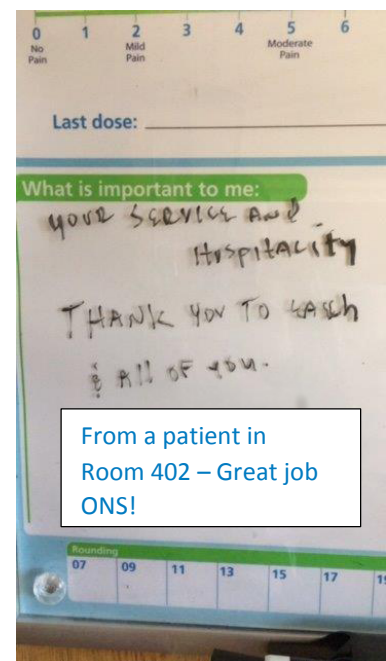 0 1 2 3 4 5 6
No Pain Mild Pain Moderate Pain
Last dose:
What is important to me:
YOUR SERVICE AND
HOSPITALITY
THANK YOU TO EACH
& All OF YOU.
From a patient in
Room 402 – Great job
ONS!
Rounding
07 09 11 13 15 17 19